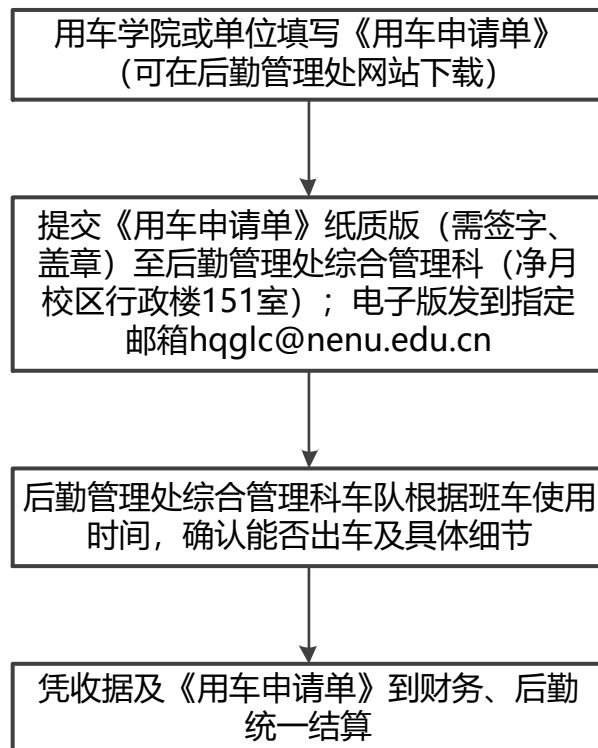 用车学院或单位填写《用车申请单》
（可在后勤管理处网站下载）
提交《用车申请单》纸质版（需签字、
盖章）至后勤管理处综合管理科（净月
校区行政楼151室）；电子版发到指定
邮箱hqglc@nenu.edu.cn
后勤管理处综合管理科车队根据班车使用
时间，确认能否出车及具体细节
凭收据及《用车申请单》到财务、后勤
统一结算